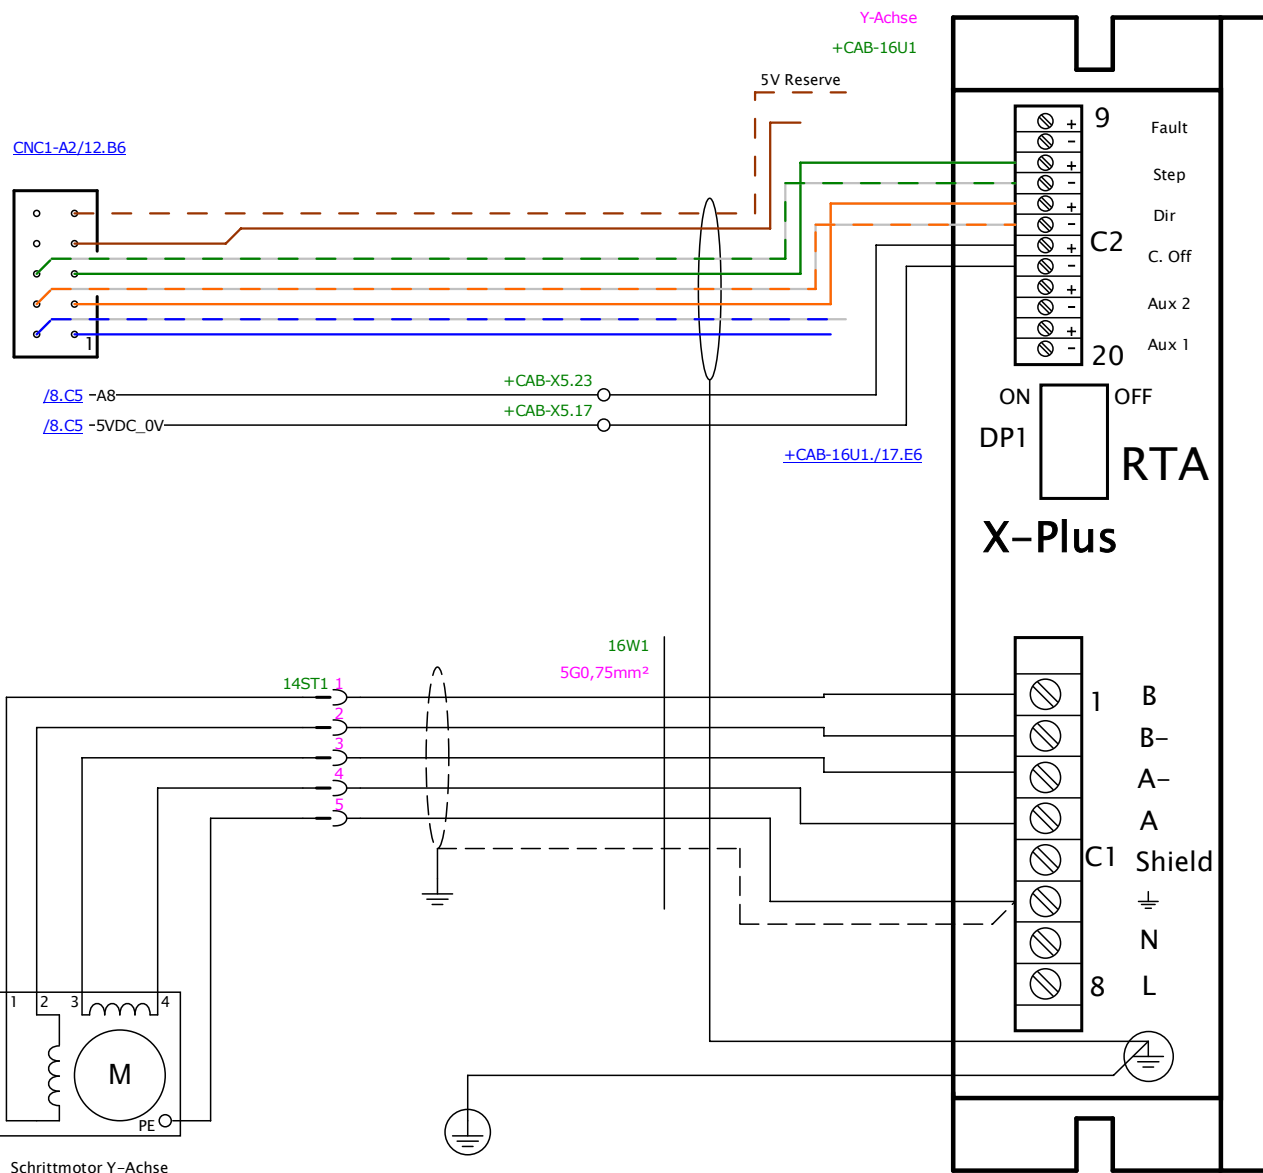 Y-Achse
+CAB-16U1
5V Reserve
CNC1-A2/12.B6
1
+ 9 Fault
-
+ Step
-
+ Dir
-
+ C2 C. Off
-
+ Aux 2
-
+ Aux 1
- 20
/8.C5 -A8 +CAB-X5.23
/8.C5 -5VDC_0V +CAB-X5.17
+CAB-16U1./17.E6
ON OFF
DP1
RTA
X-Plus
16W1
5G0,75mm²
14ST1 1
2
3
4
5
1 B
B-
A-
A
C1 Shield
N
8 L
1 2 3 4
M
PE
Schrittmotor Y-Achse